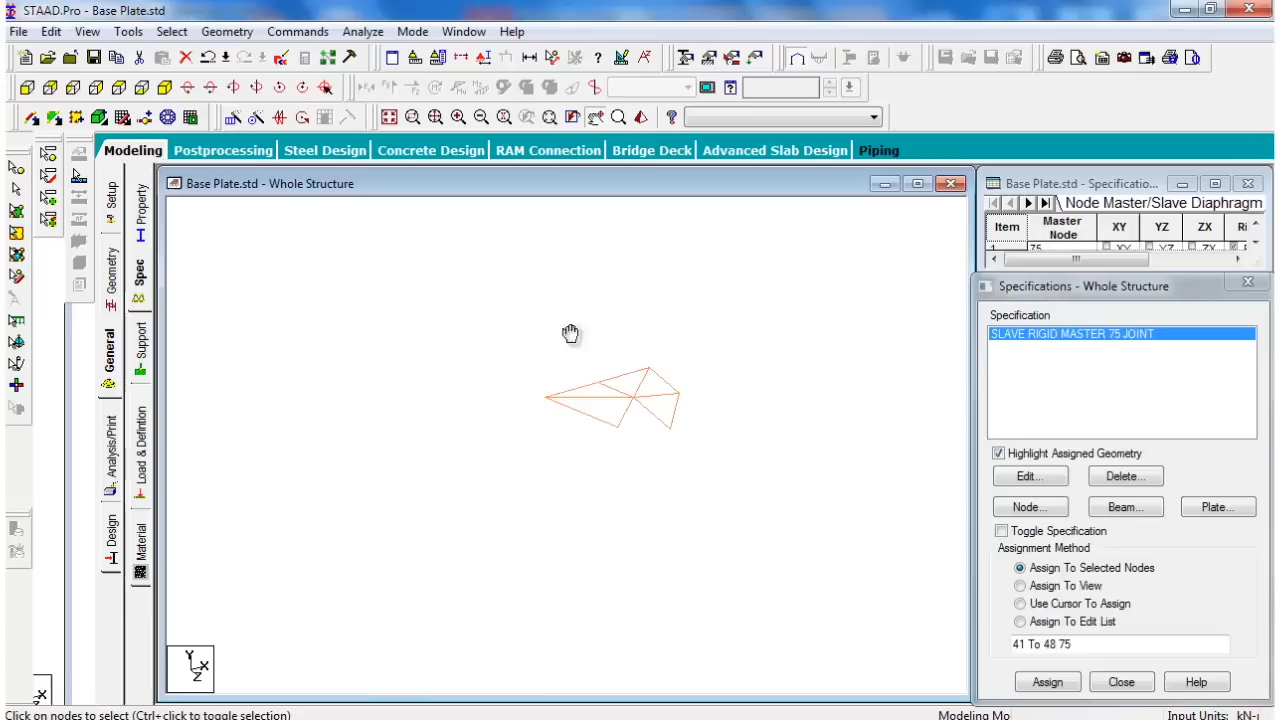 STAAD.Pro - Base Plate.std
File Edit View Tools Select Geometry Commands Analyze Mode Window Help
Modeling Postprocessing Steel Design Concrete Design RAM Connection Bridge Deck Advanced Slab Design Piping
Base Plate.std - Whole Structure
Base Plate.std - Specificatio...
Node Master/Slave Diaphragm
Item Master Node XY YZ ZX Ri
1 75 XY YZ ZX
Specifications - Whole Structure
Specification
SLAVE RIGID MASTER 75 JOINT
Highlight Assigned Geometry
Edit... Delete...
Node... Beam... Plate...
Toggle Specification
Assignment Method
Assign To Selected Nodes
Assign To View
Use Cursor To Assign
Assign To Edit List
41 To 48 75
Assign Close Help
Setup
Geometry
General
Analysis/Print
Design
Property
Spec
Support
Load & Definition
Material
Y
X
Z
X
Click on nodes to select (Ctrl+click to toggle selection)
Modeling Mo
Input Units: kN-